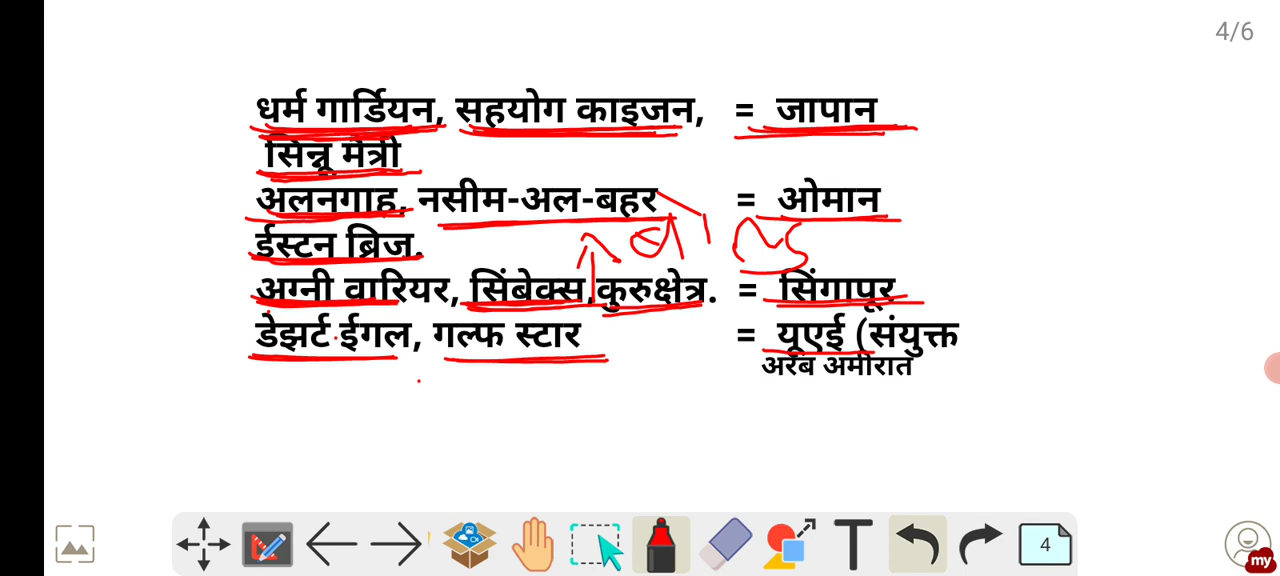 4/6
धर्म गार्डियन, सहयोग काइजन, = जापान
सिन्नू मैत्री
अलनगाह, नसीम-अल-बहर = ओमान
ईस्टन ब्रिज.
अग्नी वारियर, सिंबेक्स,कुरुक्षेत्र. = सिंगापूर
डेझर्ट ईगल, गल्फ स्टार = यूएई (संयुक्त
अरब अमीरात
T
4
my